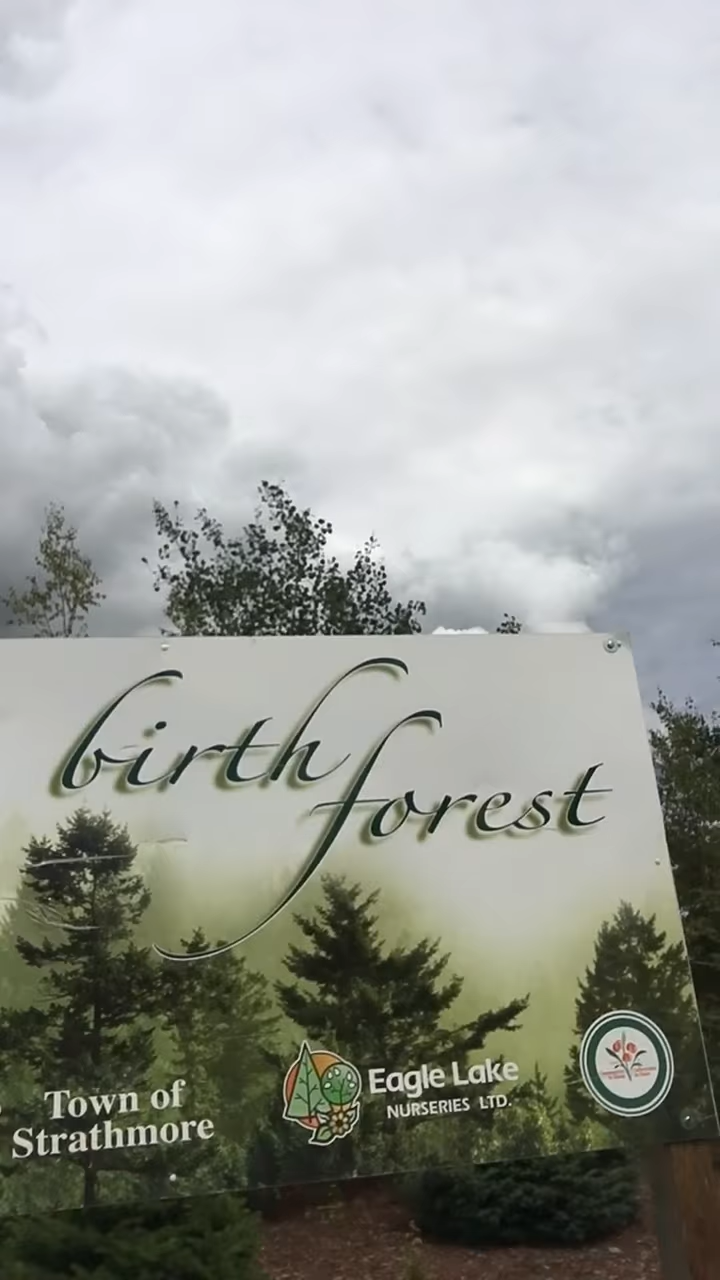 birth
forest
Town of
Strathmore
Eagle Lake
NURSERIES LTD.